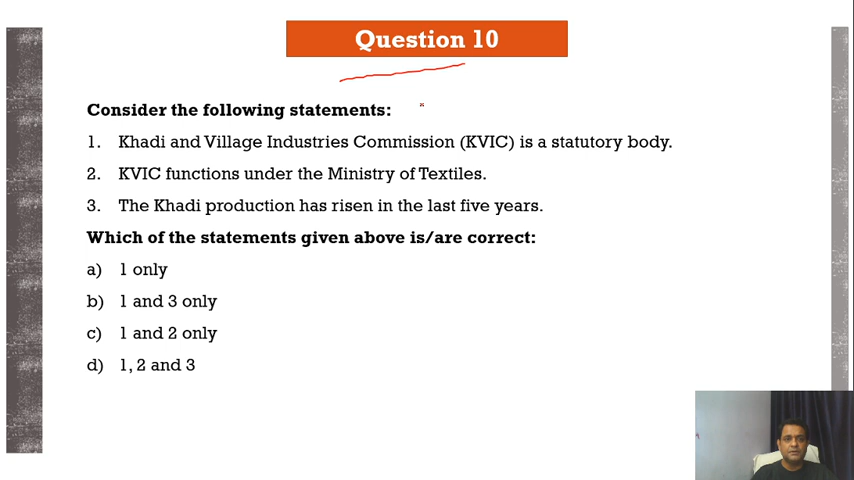 Question 10
Consider the following statements:
1. Khadi and Village Industries Commission (KVIC) is a statutory body.
2. KVIC functions under the Ministry of Textiles.
3. The Khadi production has risen in the last five years.
Which of the statements given above is/are correct:
a) 1 only
b) 1 and 3 only
c) 1 and 2 only
d) 1, 2 and 3